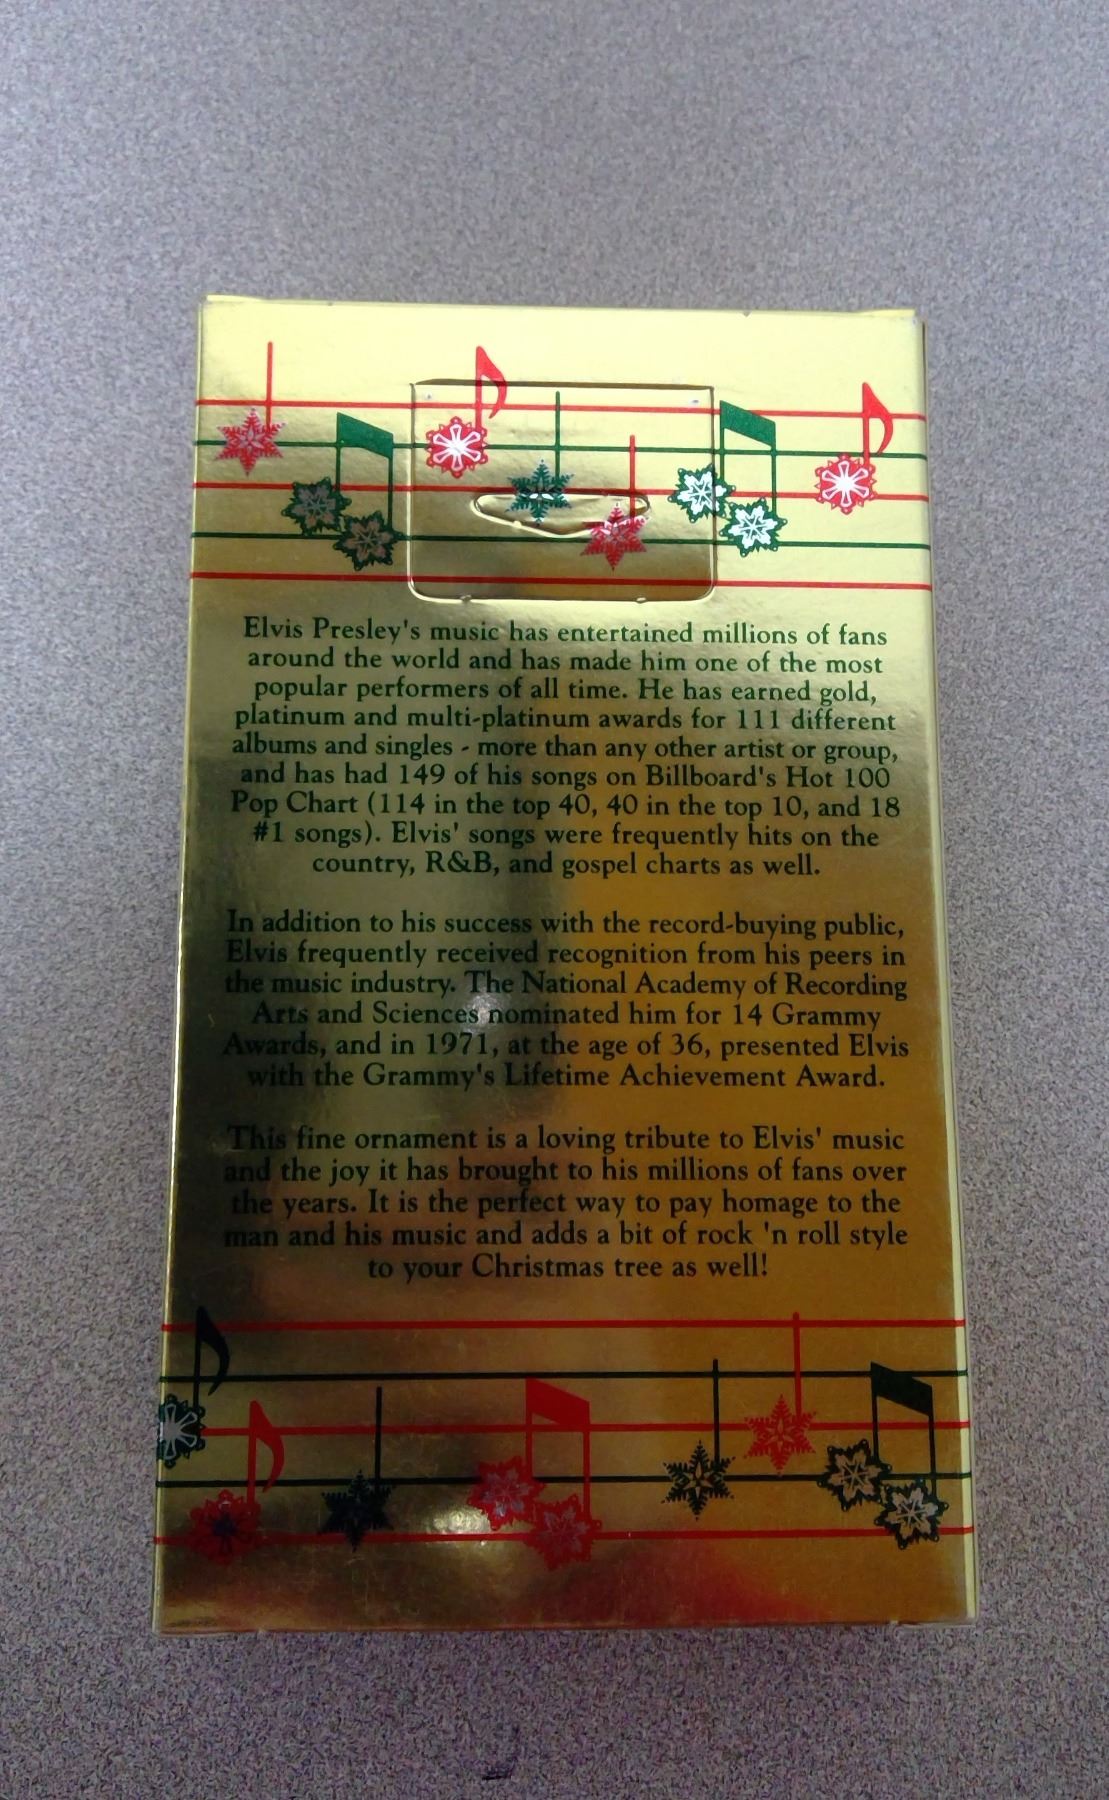 Elvis Presley's music has entertained millions of fans
around the world and has made him one of the most
popular performers of all time. He has earned gold,
platinum and multi-platinum awards for 111 different
albums and singles - more than any other artist or group,
and has had 149 of his songs on Billboard's Hot 100
Pop Chart (114 in the top 40, 40 in the top 10, and 18
#1 songs). Elvis' songs were frequently hits on the
country, R&B, and gospel charts as well.
In addition to his success with the record-buying public,
Elvis frequently received recognition from his peers in
the music industry. The National Academy of Recording
Arts and Sciences nominated him for 14 Grammy
Awards, and in 1971, at the age of 36, presented Elvis
with the Grammy's Lifetime Achievement Award.
This fine ornament is a loving tribute to Elvis' music
and the joy it has brought to his millions of fans over
the years. It is the perfect way to pay homage to the
man and his music and adds a bit of rock 'n roll style
to your Christmas tree as well!